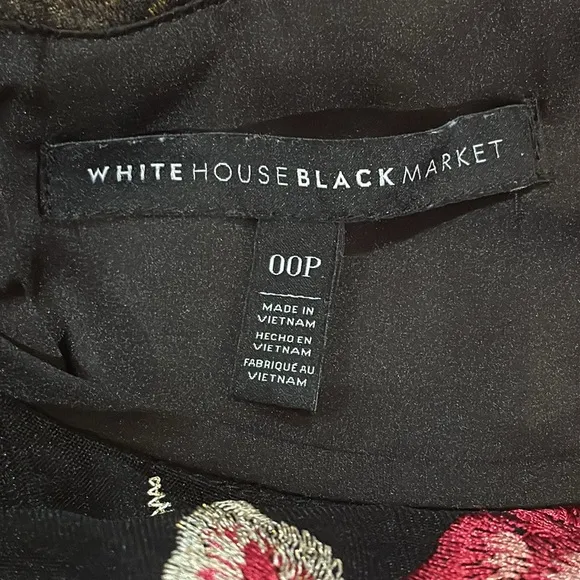 WHITE HOUSE BLACK MARKET
00P
MADE IN
VIETNAM
HECHO EN
VIETNAM
FABRIQUÉ AU
VIETNAM